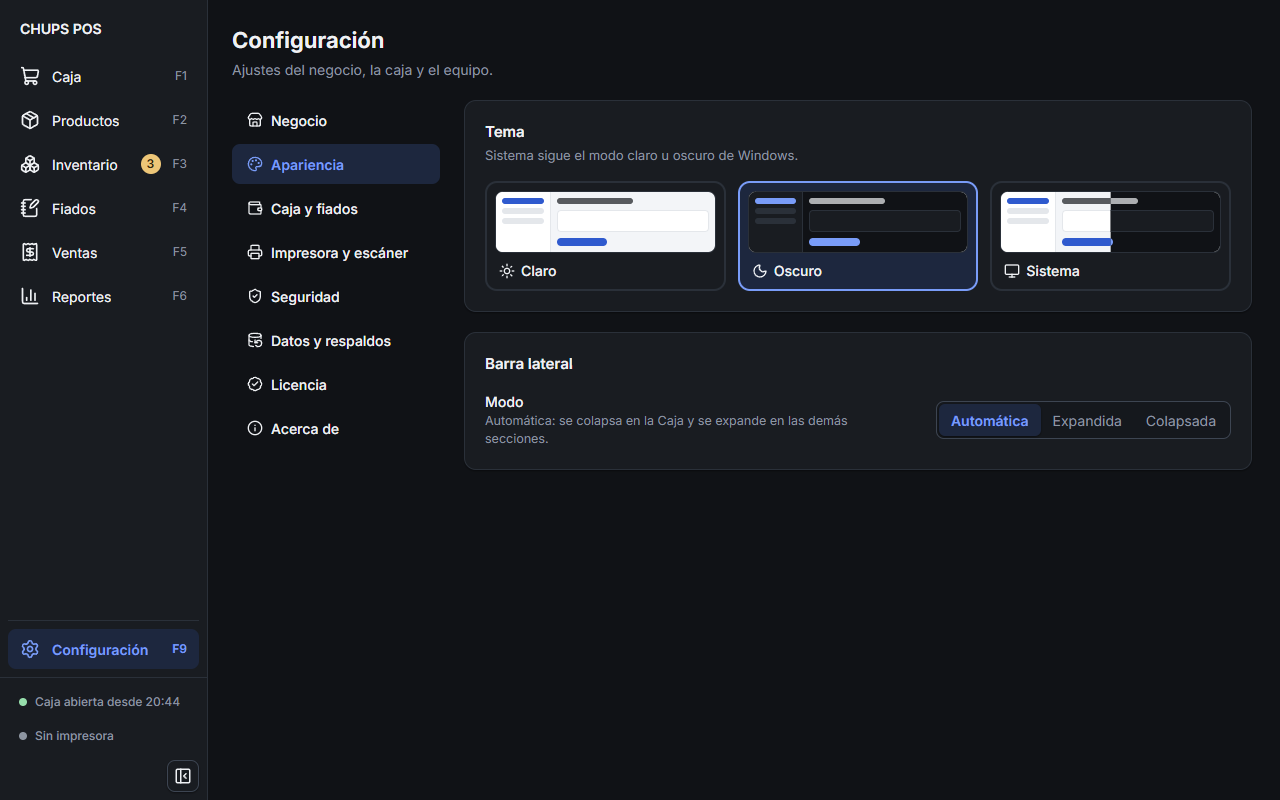 CHUPS POS
Caja F1
Productos F2
Inventario 3 F3
Fiados F4
Ventas F5
Reportes F6
Configuración F9
Caja abierta desde 20:44
Sin impresora
Configuración
Ajustes del negocio, la caja y el equipo.
Negocio
Apariencia
Caja y fiados
Impresora y escáner
Seguridad
Datos y respaldos
Licencia
Acerca de
Tema
Sistema sigue el modo claro u oscuro de Windows.
Claro
Oscuro
Sistema
Barra lateral
Modo
Automática: se colapsa en la Caja y se expande en las demás
secciones.
Automática Expandida Colapsada